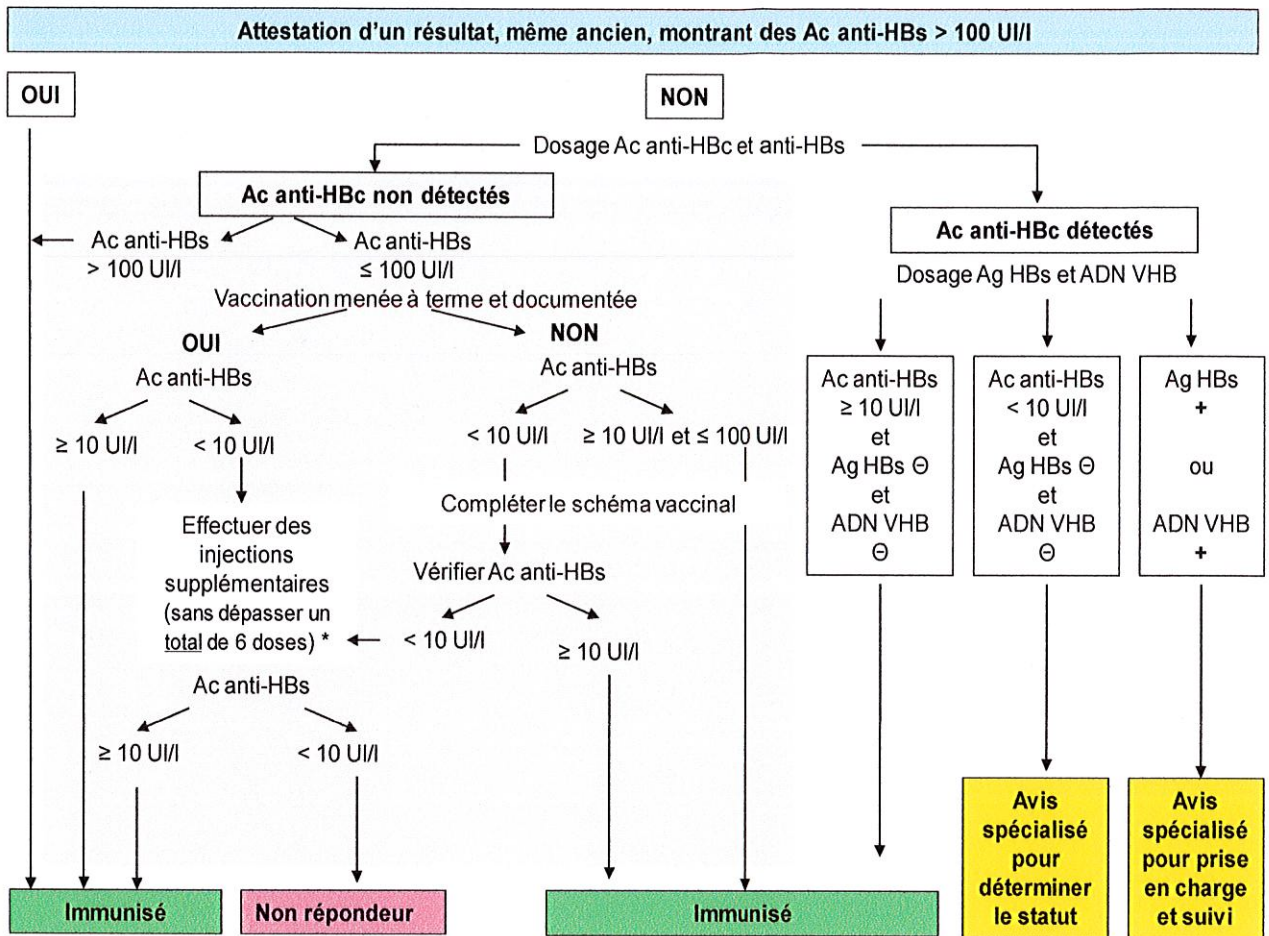 Attestation d'un résultat, même ancien, montrant des Ac anti-HBs > 100 UI/l
OUI
NON
Dosage Ac anti-HBc et anti-HBs
Ac anti-HBc non détectés
Ac anti-HBs
> 100 UI/l
Ac anti-HBs
≤ 100 UI/l
Vaccination menée à terme et documentée
OUI
Ac anti-HBs
≥ 10 UI/l
< 10 UI/l
Effectuer des
injections
supplémentaires
(sans dépasser un
total de 6 doses) *
Ac anti-HBs
≥ 10 UI/l
< 10 UI/l
NON
Ac anti-HBs
< 10 UI/l
≥ 10 UI/l et ≤ 100 UI/l
Compléter le schéma vaccinal
Vérifier Ac anti-HBs
< 10 UI/l
≥ 10 UI/l
Ac anti-HBc détectés
Dosage Ag HBs et ADN VHB
Ac anti-HBs
≥ 10 UI/l
et
Ag HBs Θ
et
ADN VHB
Θ
Ac anti-HBs
< 10 UI/l
et
Ag HBs Θ
et
ADN VHB
Θ
Ag HBs
+
ou
ADN VHB
+
Immunisé
Non répondeur
Immunisé
Avis
spécialisé
pour
déterminer
le statut
Avis
spécialisé
pour prise
en charge
et suivi